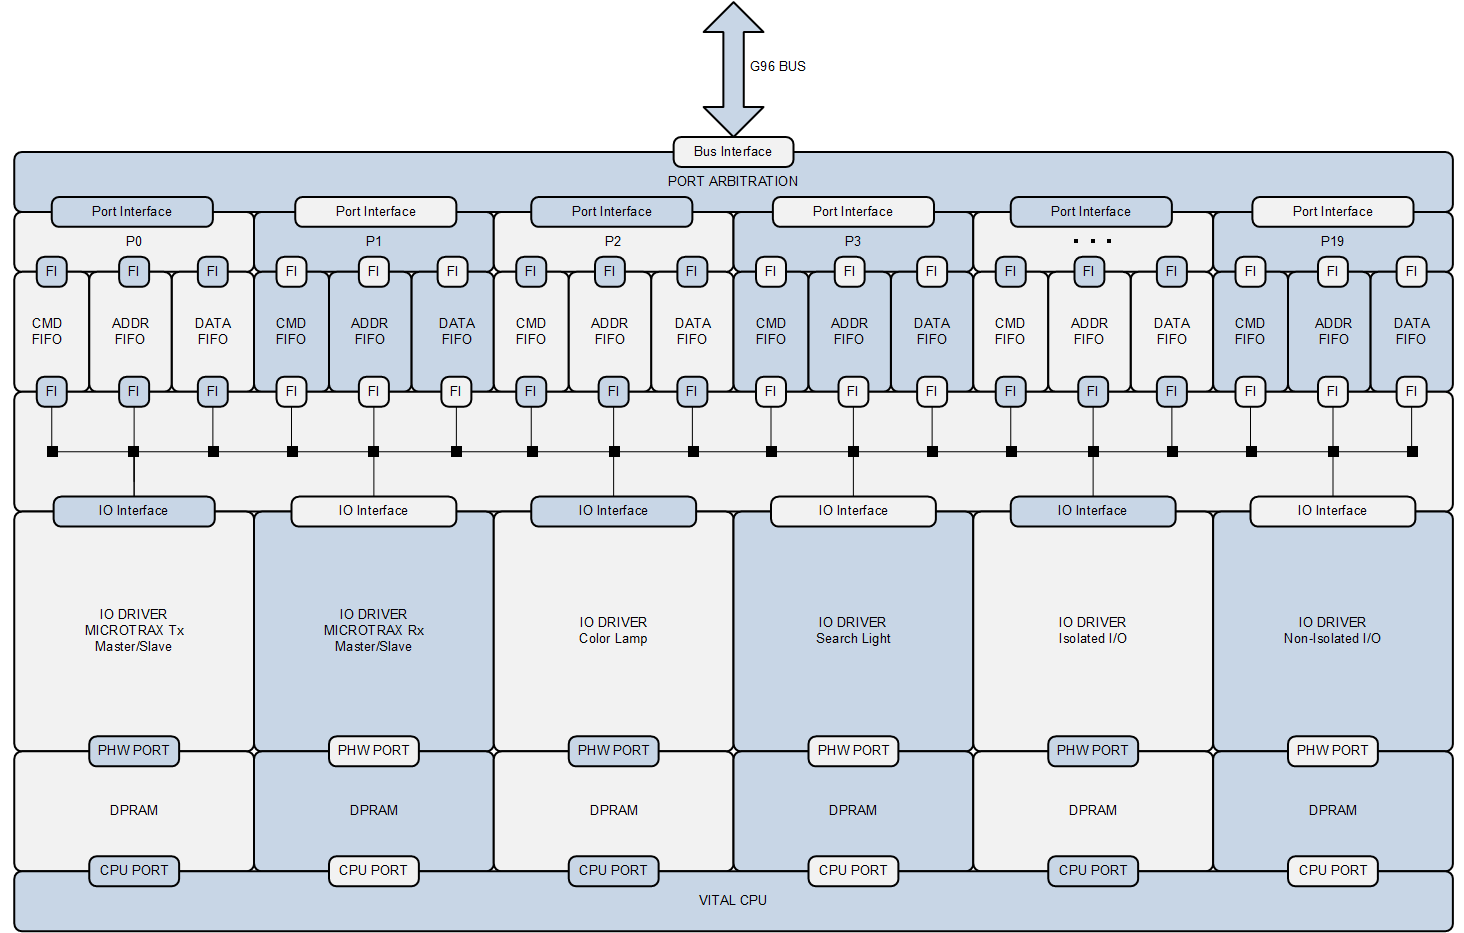 G96 BUS
Bus Interface
PORT ARBITRATION
Port Interface Port Interface Port Interface Port Interface Port Interface Port Interface
P0 P1 P2 P3 . . . P19
FI FI FI FI FI FI FI FI FI FI FI FI FI FI FI FI FI FI
CMD ADDR DATA CMD ADDR DATA CMD ADDR DATA CMD ADDR DATA CMD ADDR DATA CMD ADDR DATA
FIFO FIFO FIFO FIFO FIFO FIFO FIFO FIFO FIFO FIFO FIFO FIFO FIFO FIFO FIFO FIFO FIFO FIFO
FI FI FI FI FI FI FI FI FI FI FI FI FI FI FI FI FI FI
IO Interface IO Interface IO Interface IO Interface IO Interface IO Interface
IO DRIVER
MICROTRAX Tx
Master/Slave
IO DRIVER
MICROTRAX Rx
Master/Slave
IO DRIVER
Color Lamp
IO DRIVER
Search Light
IO DRIVER
Isolated I/O
IO DRIVER
Non-Isolated I/O
PHW PORT PHW PORT PHW PORT PHW PORT PHW PORT PHW PORT
DPRAM DPRAM DPRAM DPRAM DPRAM DPRAM
CPU PORT CPU PORT CPU PORT CPU PORT CPU PORT CPU PORT
VITAL CPU